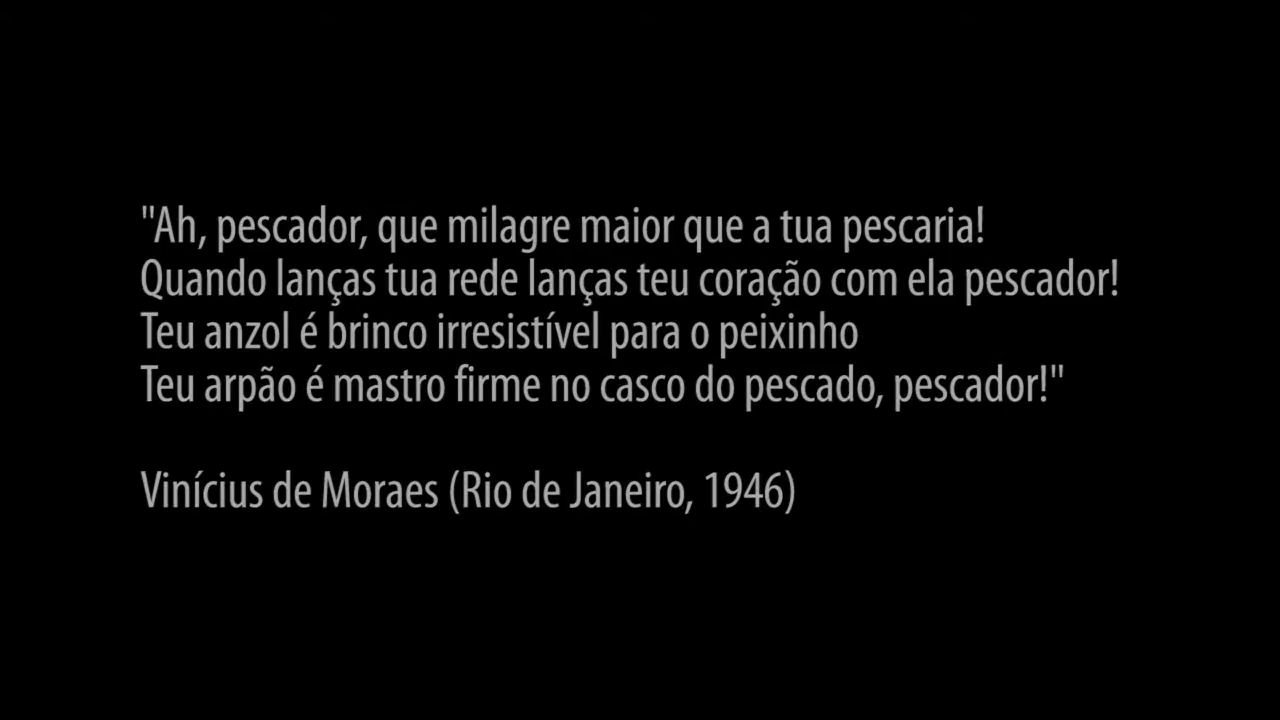 "Ah, pescador, que milagre maior que a tua pescaria!
Quando lanças tua rede lanças teu coração com ela pescador!
Teu anzol é brinco irresistível para o peixinho
Teu arpão é mastro firme no casco do pescado, pescador!"
Vinícius de Moraes (Rio de Janeiro, 1946)